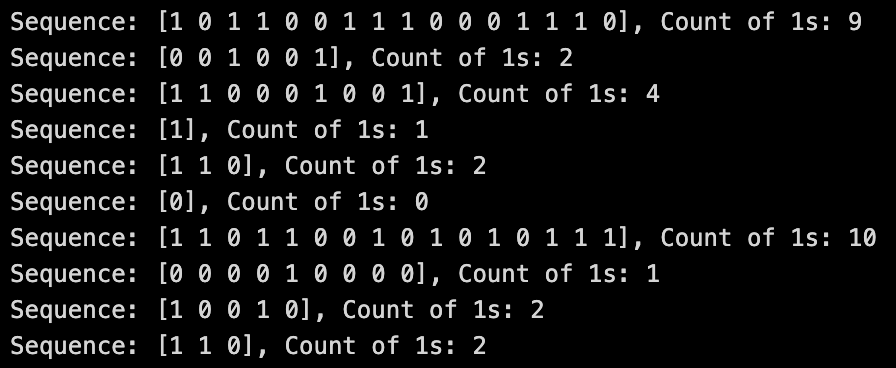 Sequence: [1 0 1 1 0 0 1 1 1 0 0 0 1 1 1 0], Count of 1s: 9
Sequence: [0 0 1 0 0 1], Count of 1s: 2
Sequence: [1 1 0 0 0 1 0 0 1], Count of 1s: 4
Sequence: [1], Count of 1s: 1
Sequence: [1 1 0], Count of 1s: 2
Sequence: [0], Count of 1s: 0
Sequence: [1 1 0 1 1 0 0 1 0 1 0 1 0 1 1 1], Count of 1s: 10
Sequence: [0 0 0 0 1 0 0 0 0], Count of 1s: 1
Sequence: [1 0 0 1 0], Count of 1s: 2
Sequence: [1 1 0], Count of 1s: 2